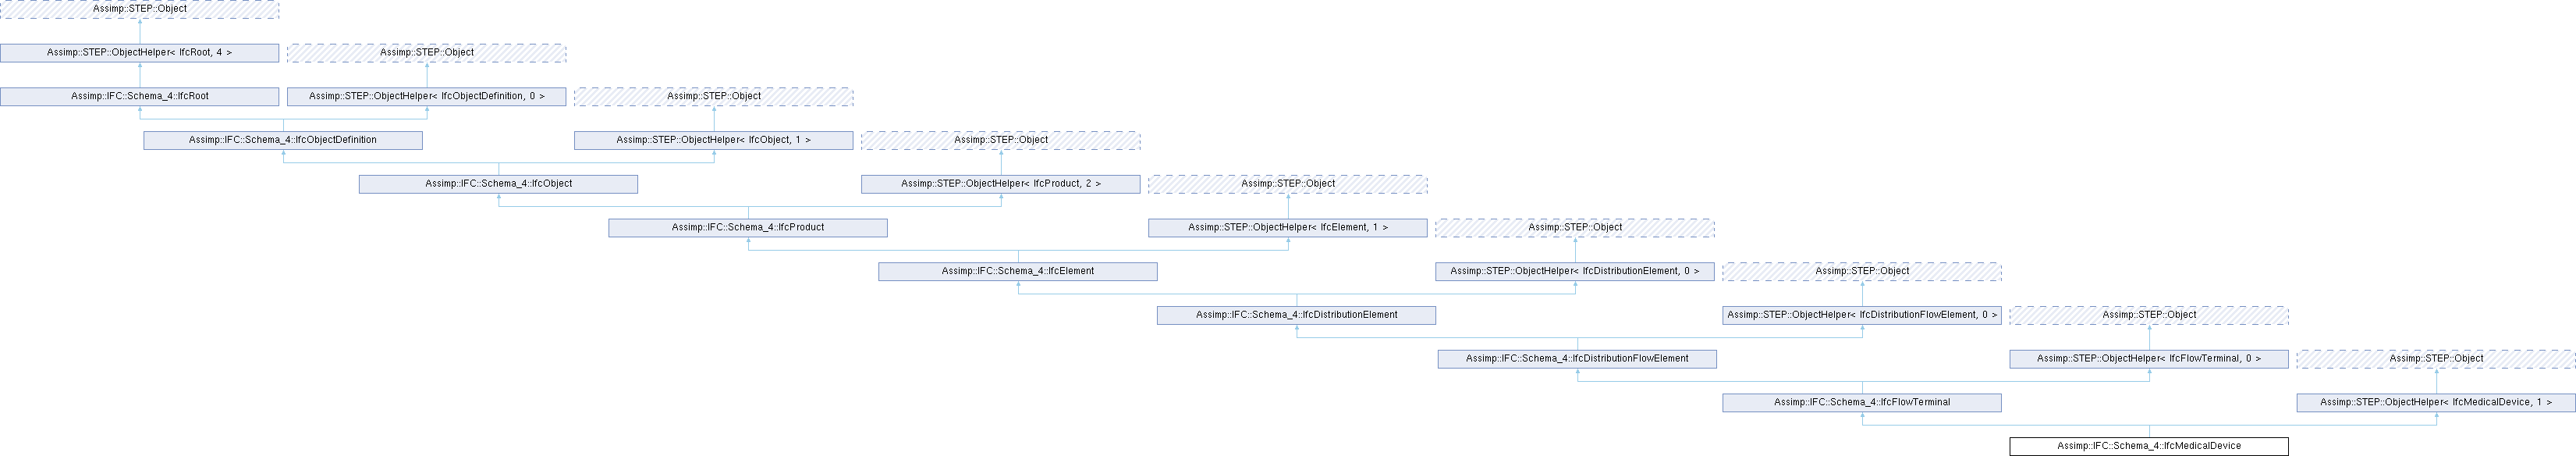 Assimp::STEP::Object
Assimp::STEP::ObjectHelper< IfcRoot, 4 >
Assimp::STEP::Object
Assimp::IFC::Schema_4::IfcRoot
Assimp::STEP::ObjectHelper< IfcObjectDefinition, 0 >
Assimp::STEP::Object
Assimp::IFC::Schema_4::IfcObjectDefinition
Assimp::STEP::ObjectHelper< IfcObject, 1 >
Assimp::STEP::Object
Assimp::IFC::Schema_4::IfcObject
Assimp::STEP::ObjectHelper< IfcProduct, 2 >
Assimp::STEP::Object
Assimp::IFC::Schema_4::IfcProduct
Assimp::STEP::ObjectHelper< IfcElement, 1 >
Assimp::STEP::Object
Assimp::IFC::Schema_4::IfcElement
Assimp::STEP::ObjectHelper< IfcDistributionElement, 0 >
Assimp::STEP::Object
Assimp::IFC::Schema_4::IfcDistributionElement
Assimp::STEP::ObjectHelper< IfcDistributionFlowElement, 0 >
Assimp::STEP::Object
Assimp::IFC::Schema_4::IfcDistributionFlowElement
Assimp::STEP::ObjectHelper< IfcFlowTerminal, 0 >
Assimp::STEP::Object
Assimp::IFC::Schema_4::IfcFlowTerminal
Assimp::STEP::ObjectHelper< IfcMedicalDevice, 1 >
Assimp::IFC::Schema_4::IfcMedicalDevice